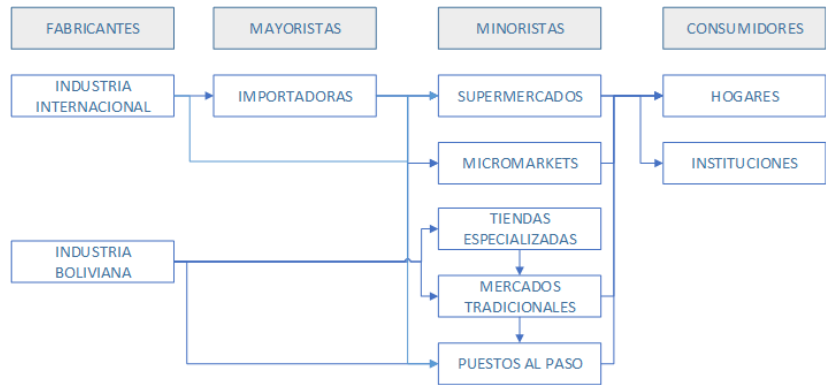 FABRICANTES
MAYORISTAS
MINORISTAS
CONSUMIDORES
INDUSTRIA
INTERNACIONAL
IMPORTADORAS
SUPERMERCADOS
HOGARES
MICROMARKETS
INSTITUCIONES
TIENDAS
ESPECIALIZADAS
INDUSTRIA
BOLIVIANA
MERCADOS
TRADICIONALES
PUESTOS AL PASO